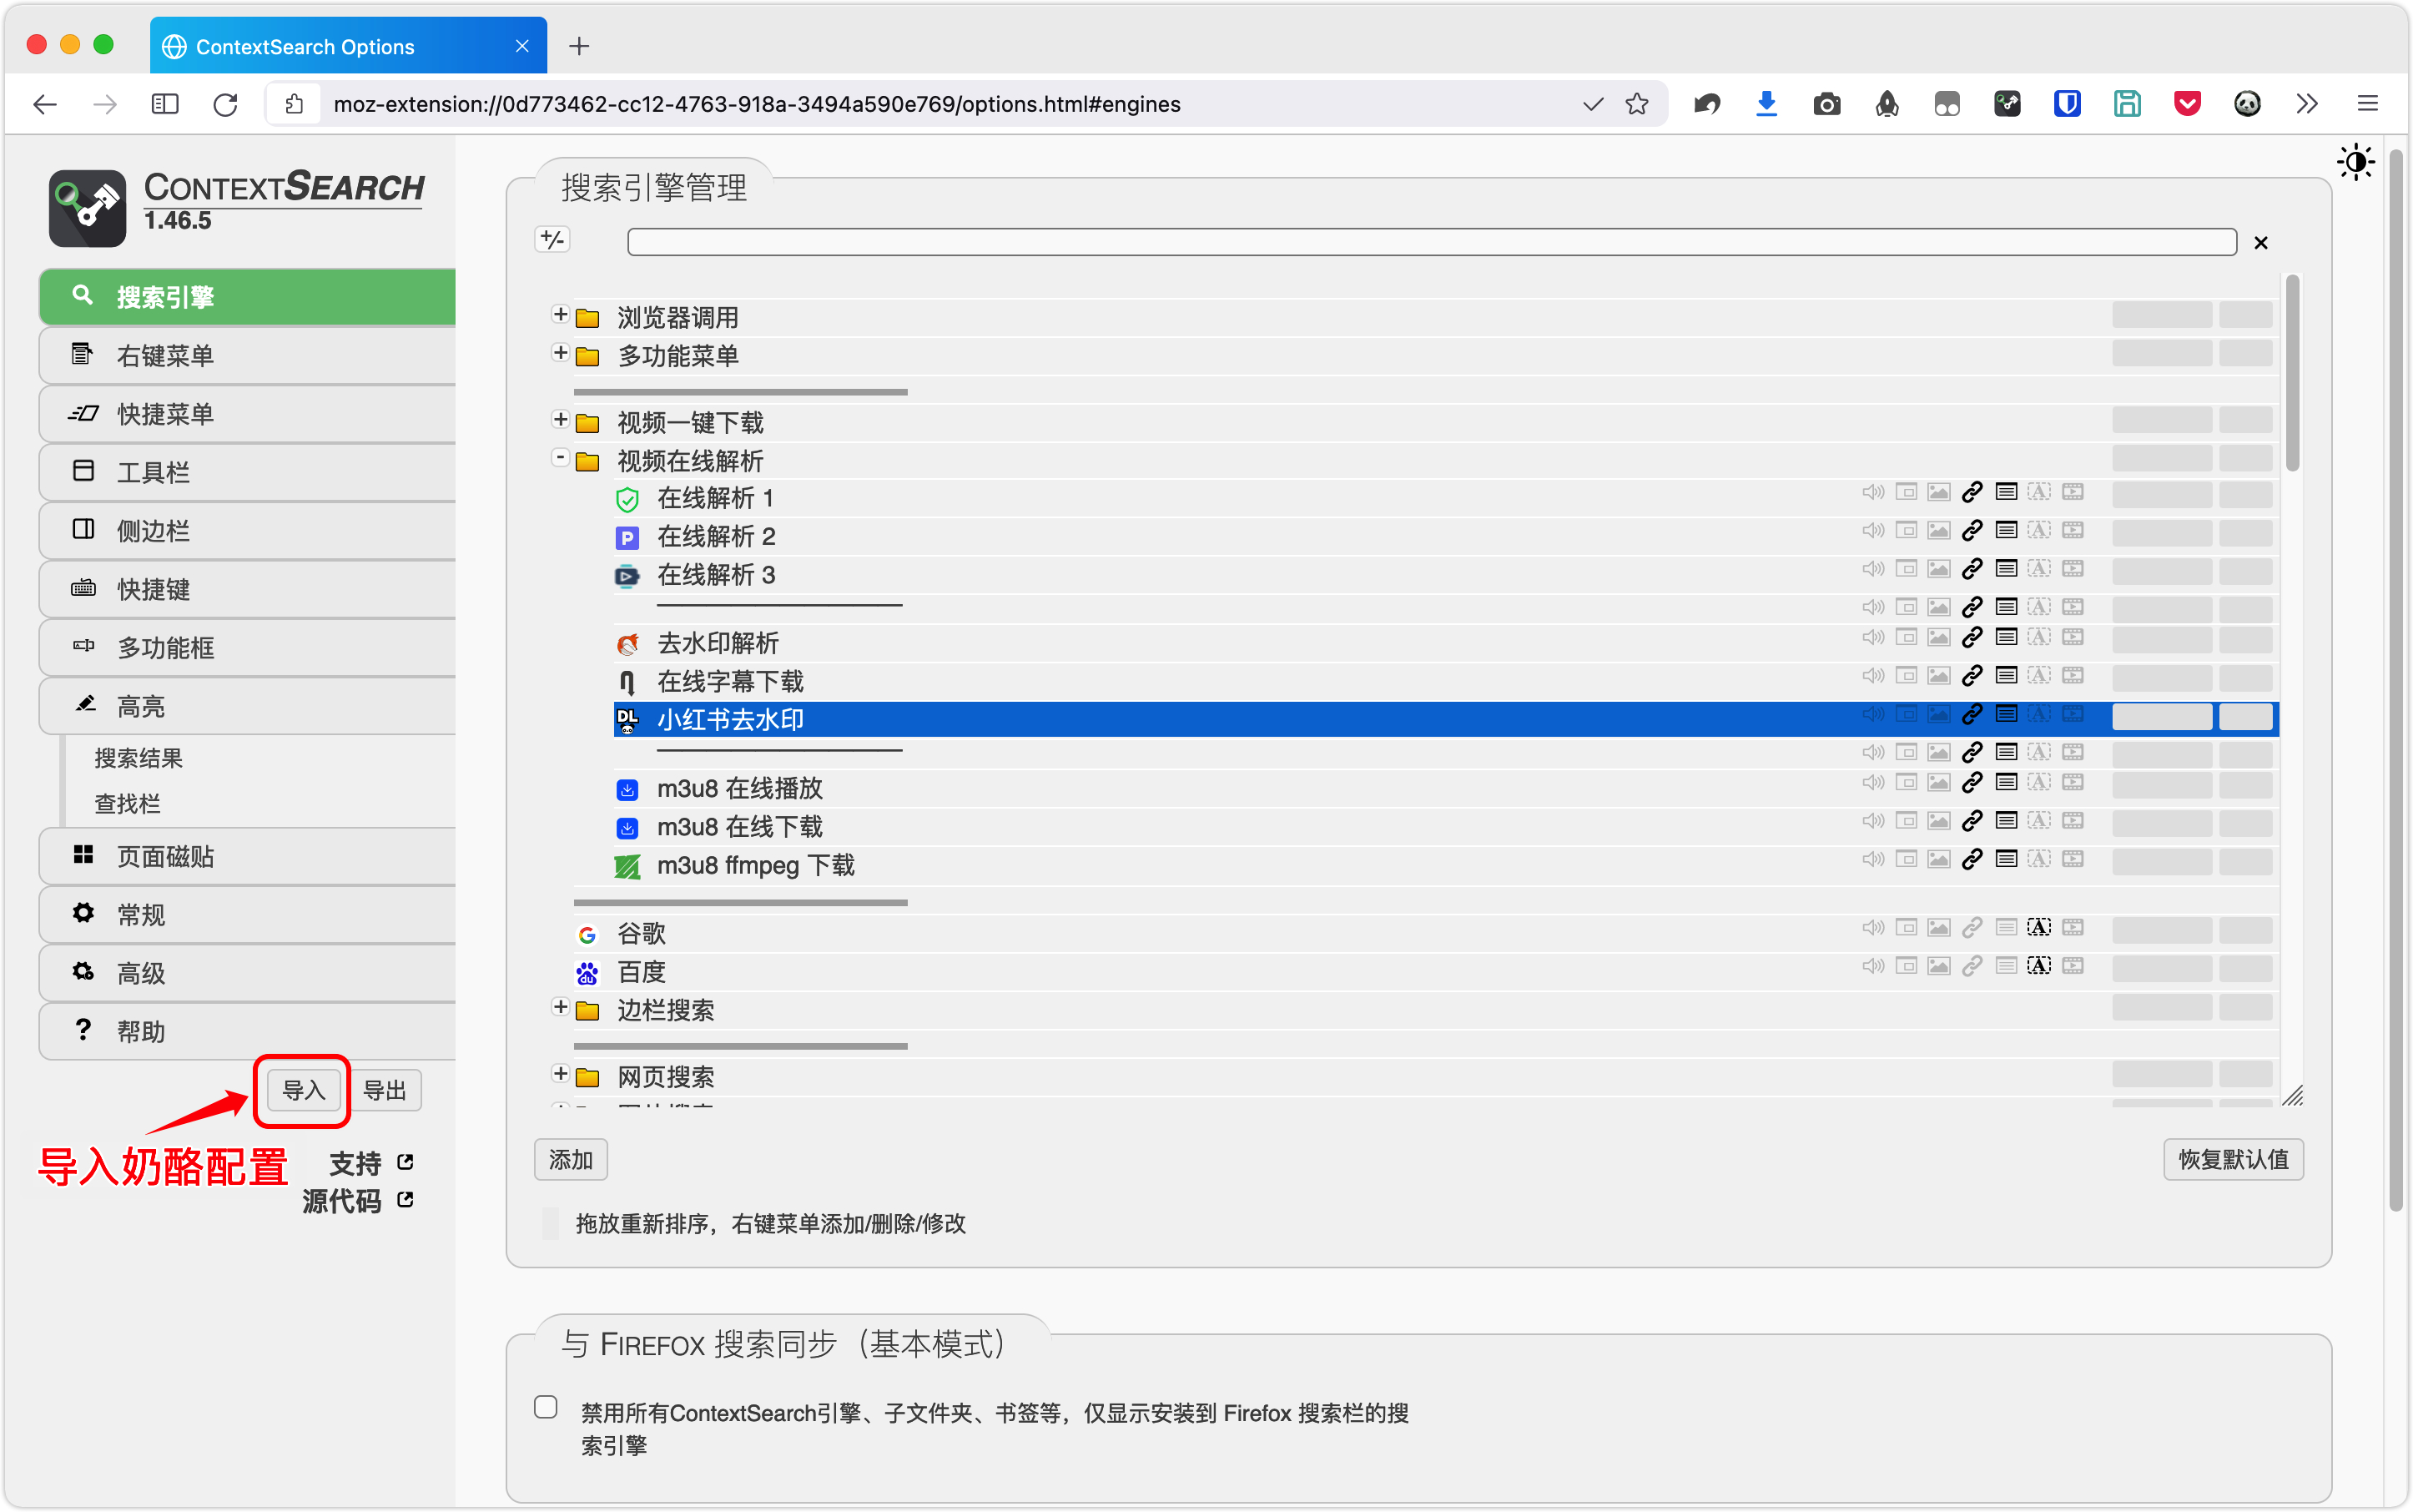 ContextSearch Options
moz-extension://0d773462-cc12-4763-918a-3494a590e769/options.html#engines
CONTEXTSEARCH
1.46.5
搜索引擎
右键菜单
快捷菜单
工具栏
侧边栏
快捷键
多功能框
高亮
搜索结果
查找栏
页面磁贴
常规
高级
帮助
导入
导出
导入奶酪配置
支持
源代码
搜索引擎管理
+/-
浏览器调用
多功能菜单
视频一键下载
视频在线解析
在线解析 1
在线解析 2
在线解析 3
去水印解析
在线字幕下载
小红书去水印
m3u8 在线播放
m3u8 在线下载
m3u8 ffmpeg 下载
谷歌
百度
边栏搜索
网页搜索
添加
恢复默认值
拖放重新排序，右键菜单添加/删除/修改
与 FIREFOX 搜索同步（基本模式）
禁用所有ContextSearch引擎、子文件夹、书签等，仅显示安装到 Firefox 搜索栏的搜
索引擎